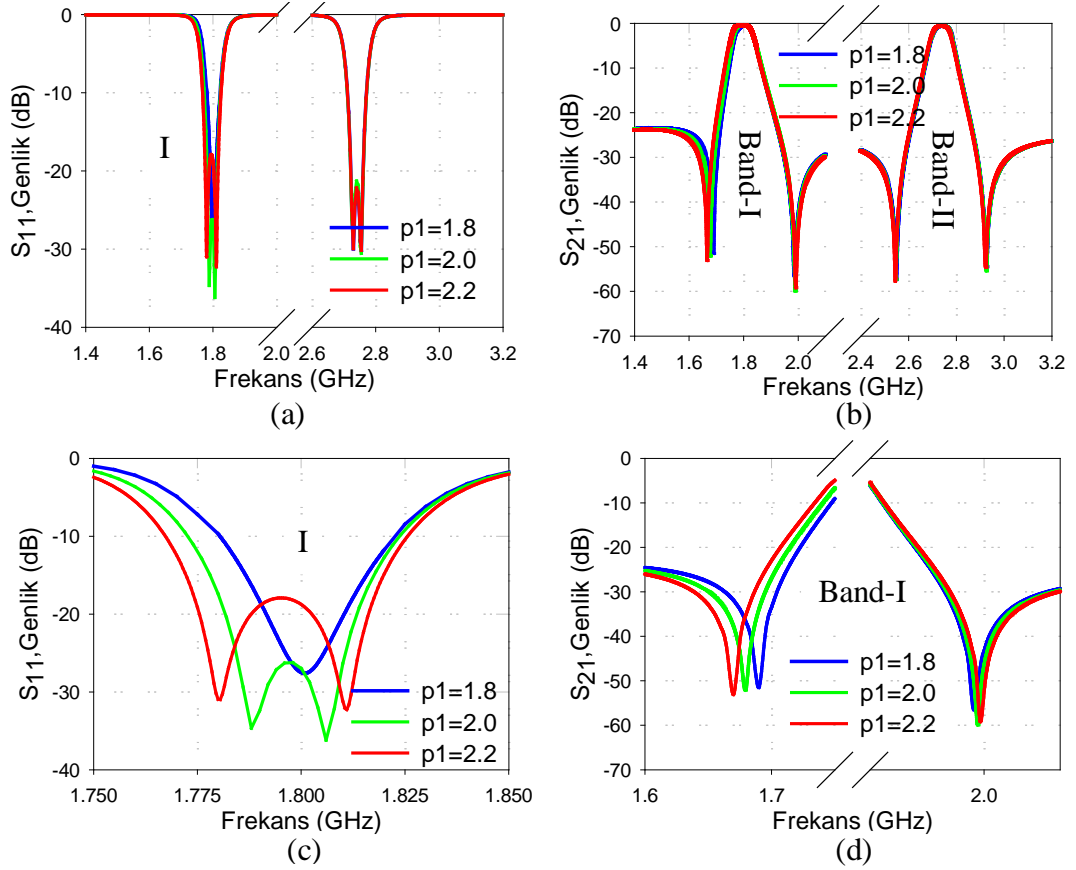 0
-10
-20
-30
-40
S11,Genlik (dB)
I
p1=1.8
p1=2.0
p1=2.2
1.4 1.6 1.8 2.0 2.6 2.8 3.0 3.2
Frekans (GHz)
(a)
0
-10
-20
-30
-40
-50
-60
-70
S21,Genlik (dB)
p1=1.8
p1=2.0
p1=2.2
Band-I
Band-II
1.4 1.6 1.8 2.0 2.4 2.6 2.8 3.0 3.2
Frekans (GHz)
(b)
0
-10
-20
-30
-40
S11,Genlik (dB)
I
p1=1.8
p1=2.0
p1=2.2
1.750 1.775 1.800 1.825 1.850
Frekans (GHz)
(c)
0
-10
-20
-30
-40
-50
-60
-70
S21,Genlik (dB)
Band-I
p1=1.8
p1=2.0
p1=2.2
1.6 1.7 2.0
Frekans (GHz)
(d)